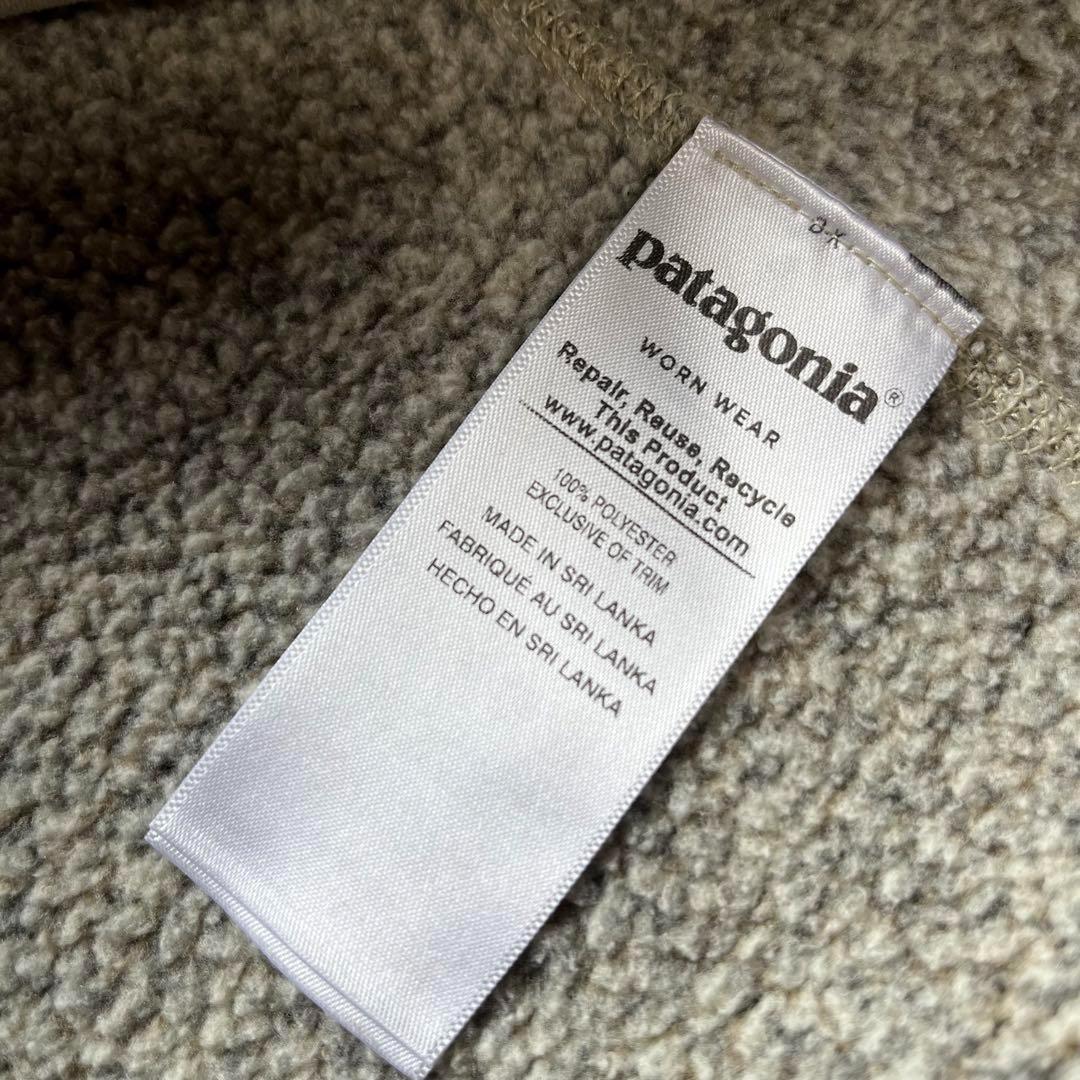 patagonia®
WORN WEAR
Repair, Reuse, Recycle
This Product
www.patagonia.com
100% POLYESTER
EXCLUSIVE OF TRIM
MADE IN SRI LANKA
FABRIQUÉ AU SRI LANKA
HECHO EN SRI LANKA